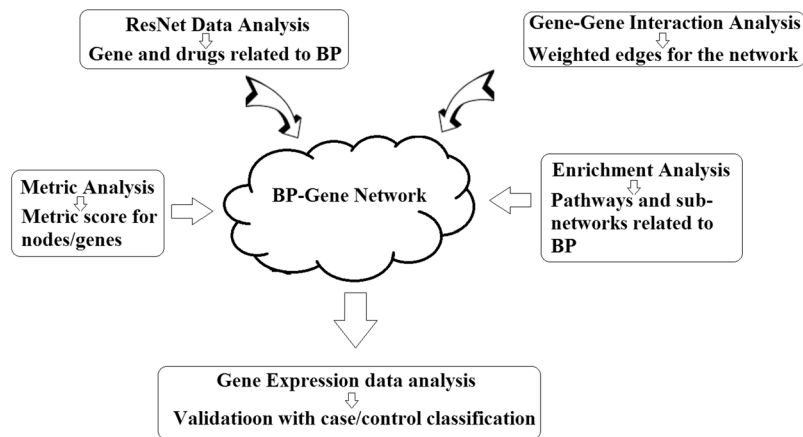 ResNet Data Analysis
Gene and drugs related to BP
Gene-Gene Interaction Analysis
Weighted edges for the network
Metric Analysis
Metric score for
nodes/genes
BP-Gene Network
Enrichment Analysis
Pathways and sub-
networks related to
BP
Gene Expression data analysis
Validatioon with case/control classification